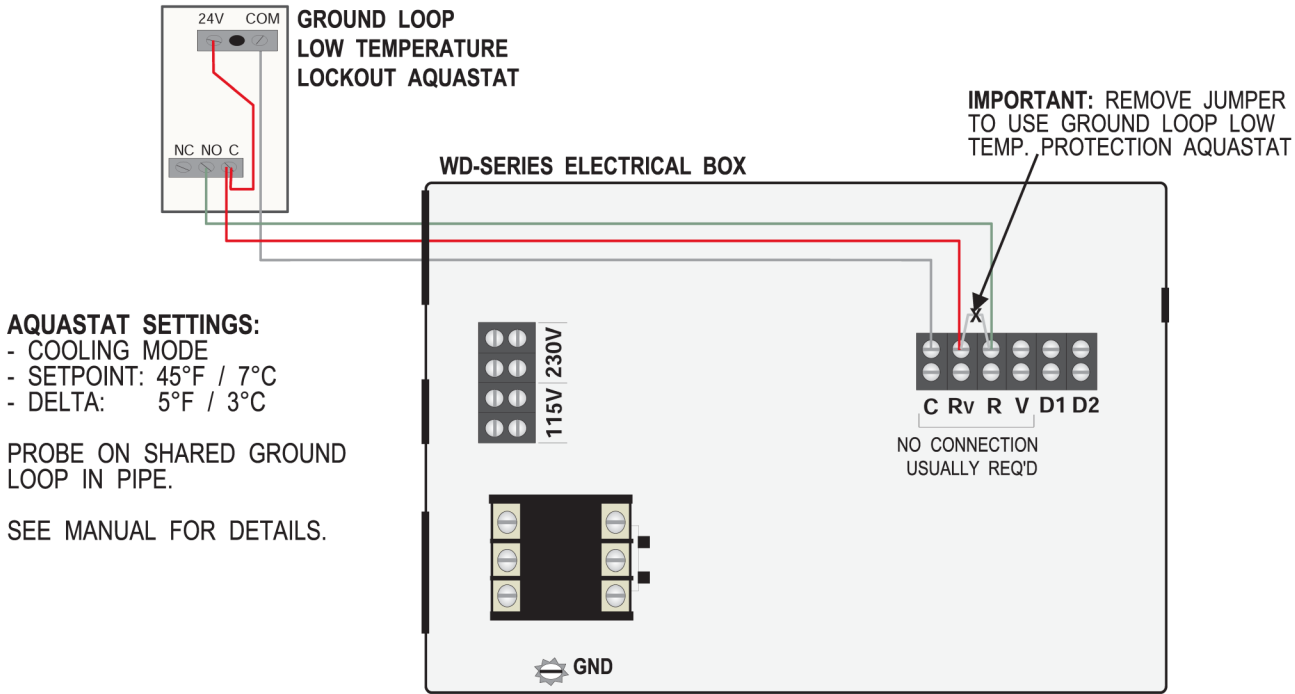 24V COM
GROUND LOOP
LOW TEMPERATURE
LOCKOUT AQUASTAT
NC NO C
IMPORTANT: REMOVE JUMPER
TO USE GROUND LOOP LOW
TEMP. PROTECTION AQUASTAT
WD-SERIES ELECTRICAL BOX
AQUASTAT SETTINGS:
- COOLING MODE
- SETPOINT: 45°F / 7°C
- DELTA: 5°F / 3°C
PROBE ON SHARED GROUND
LOOP IN PIPE.
SEE MANUAL FOR DETAILS.
230V
115V
X
C RV R V D1 D2
NO CONNECTION
USUALLY REQ'D
GND